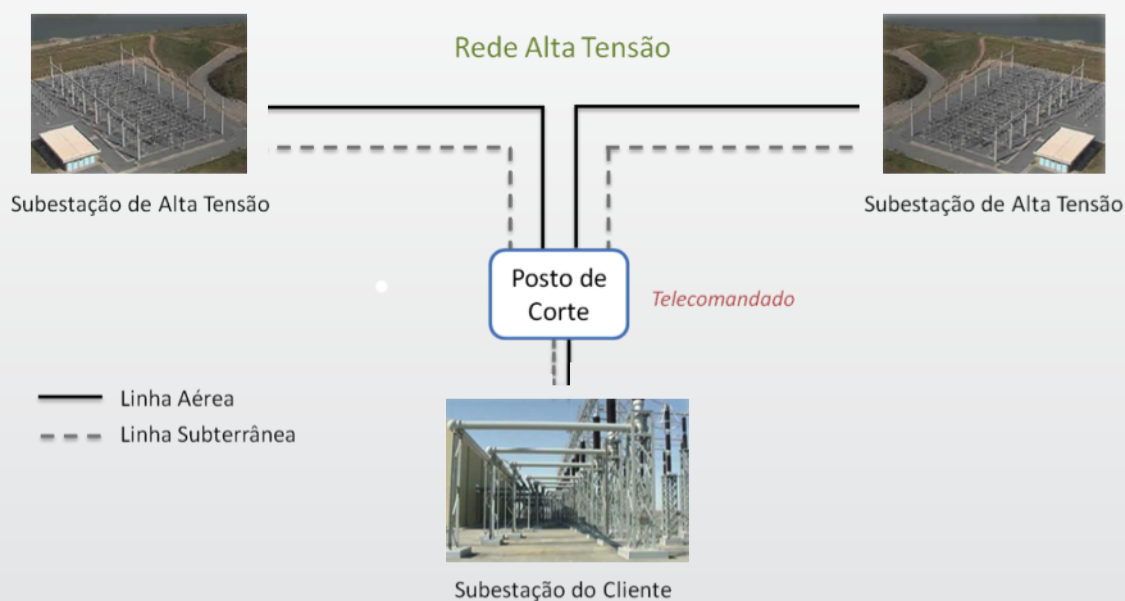 Rede Alta Tensão
Subestação de Alta Tensão
Subestação de Alta Tensão
Posto de
Corte
Telecomandado
Linha Aérea
Linha Subterrânea
Subestação do Cliente